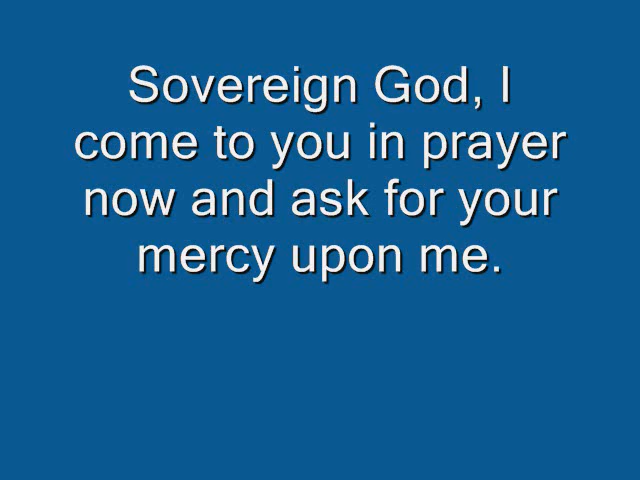 Sovereign God, I
come to you in prayer
now and ask for your
mercy upon me.